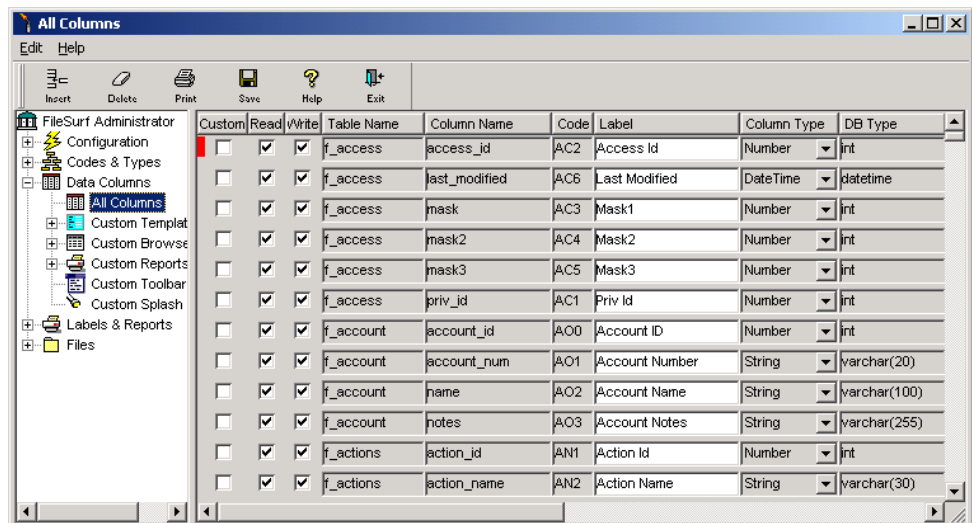 All Columns
Edit Help
Insert Delete Print Save Help Exit
FileSurf Administrator
Configuration
Codes & Types
Data Columns
All Columns
Custom Templat
Custom Browse
Custom Reports
Custom Toolbar
Custom Splash
Labels & Reports
Files
Custom Read Write Table Name Column Name Code Label Column Type DB Type
f_access access_id AC2 Access Id Number int
f_access last_modified AC6 Last Modified DateTime datetime
f_access mask AC3 Mask1 Number int
f_access mask2 AC4 Mask2 Number int
f_access mask3 AC5 Mask3 Number int
f_access priv_id AC1 Priv Id Number int
f_account account_id AO0 Account ID Number int
f_account account_num AO1 Account Number String varchar(20)
f_account name AO2 Account Name String varchar(100)
f_account notes AO3 Account Notes String varchar(255)
f_actions action_id AN1 Action Id Number int
f_actions action_name AN2 Action Name String varchar(30)